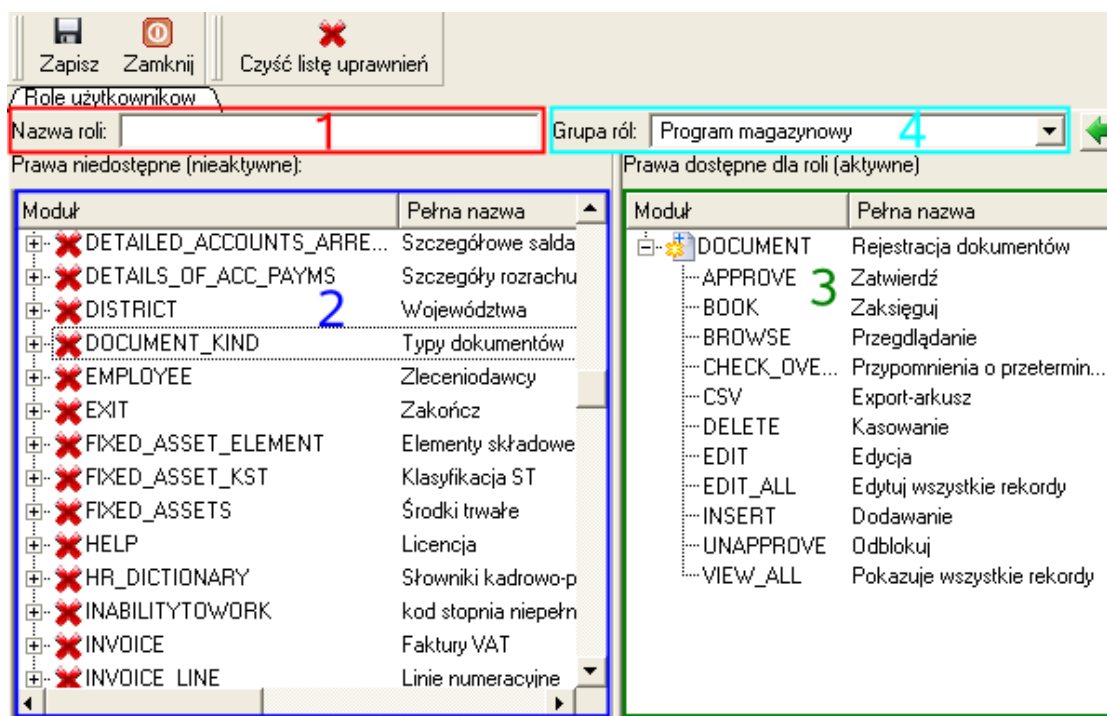 Zapisz Zamknij Czyść listę uprawnień
Role użytkownikow
Nazwa roli: 1 Grupa ról: Program magazynowy 4
Prawa niedostępne (nieaktywne): Prawa dostępne dla roli (aktywne)
Moduł Pełna nazwa Moduł Pełna nazwa
DETAILED_ACCOUNTS_ARRE... Szczegółowe salda DOCUMENT Rejestracja dokumentów
DETAILS_OF_ACC_PAYMS Szczegóły rozrachu APPROVE Zatwierdź
2 3
DISTRICT Województwa BOOK Zaksięguj
DOCUMENT_KIND Typy dokumentów BROWSE Przegdlądanie
EMPLOYEE Zleceniodawcy CHECK_OVE... Przypomnienia o przetermin...
EXIT Zakończ CSV Export-arkusz
FIXED_ASSET_ELEMENT Elementy składowe DELETE Kasowanie
FIXED_ASSET_KST Klasyfikacja ST EDIT Edycja
FIXED_ASSETS Środki trwałe EDIT_ALL Edytuj wszystkie rekordy
HELP Licencja INSERT Dodawanie
HR_DICTIONARY Słowniki kadrowo-p UNAPPROVE Odblokuj
INABILITYTOWORK kod stopnia niepełn VIEW_ALL Pokazuje wszystkie rekordy
INVOICE Faktury VAT
INVOICE_LINE Linie numeracyjne